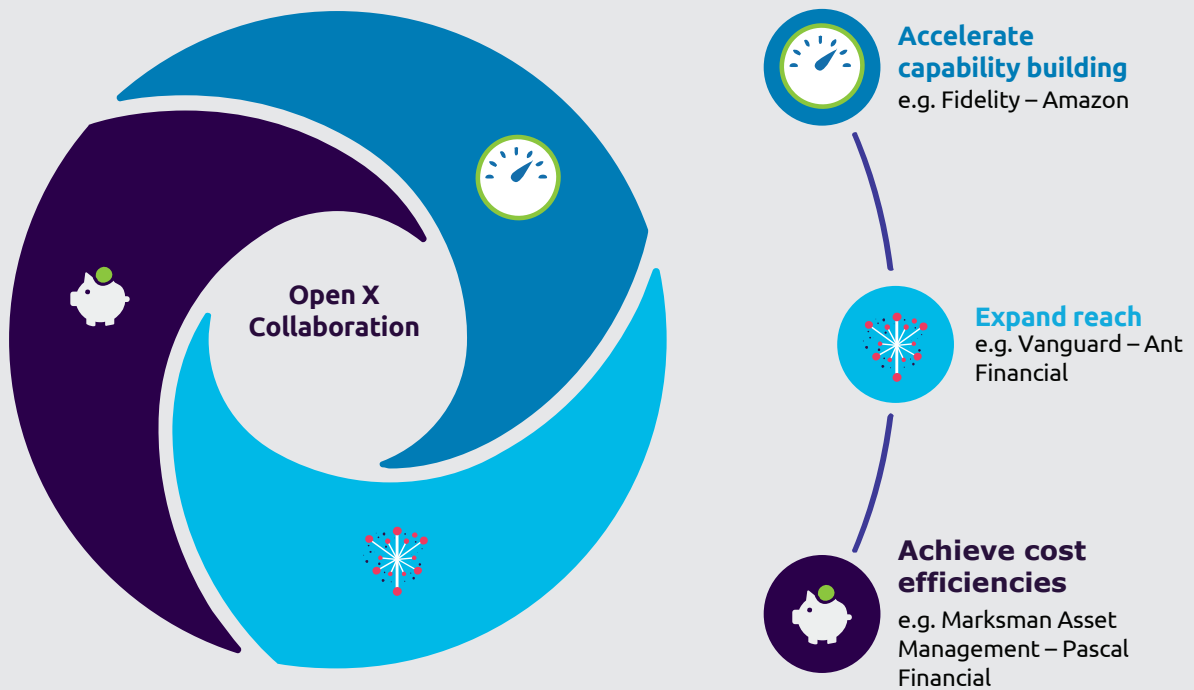 Open X
Collaboration
Accelerate
capability building
e.g. Fidelity – Amazon
Expand reach
e.g. Vanguard – Ant
Financial
Achieve cost
efficiencies
e.g. Marksman Asset
Management – Pascal
Financial